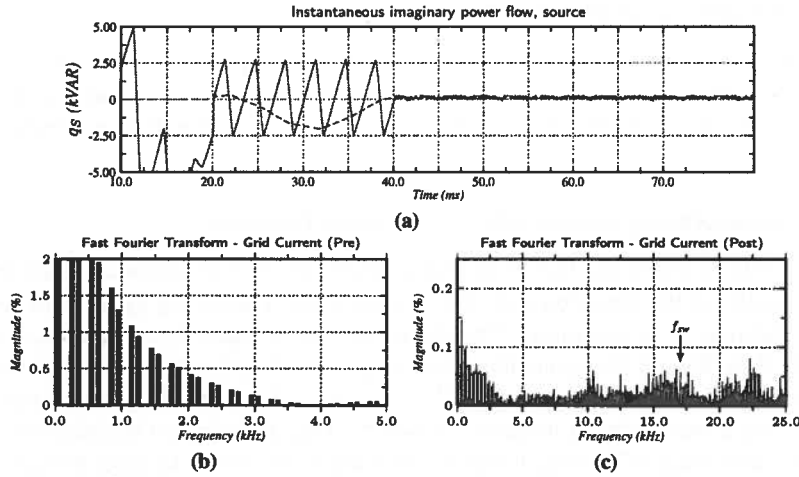 Instantaneous imaginary power flow, source
5.00
2.50
0
-2.50
-5.00
qS (kVAR)
10.0 20.0 30.0 40.0 50.0 60.0 70.0
Time (ms)
(a)
Fast Fourier Transform - Grid Current (Pre)
2
1.5
1
0.5
0
Magnitude (%)
0.0 1.0 2.0 3.0 4.0 5.0
Frequency (kHz)
(b)
Fast Fourier Transform - Grid Current (Post)
0.2
0.1
0
Magnitude (%)
fsw
0.0 5.0 10.0 15.0 20.0 25.0
Frequency (kHz)
(c)